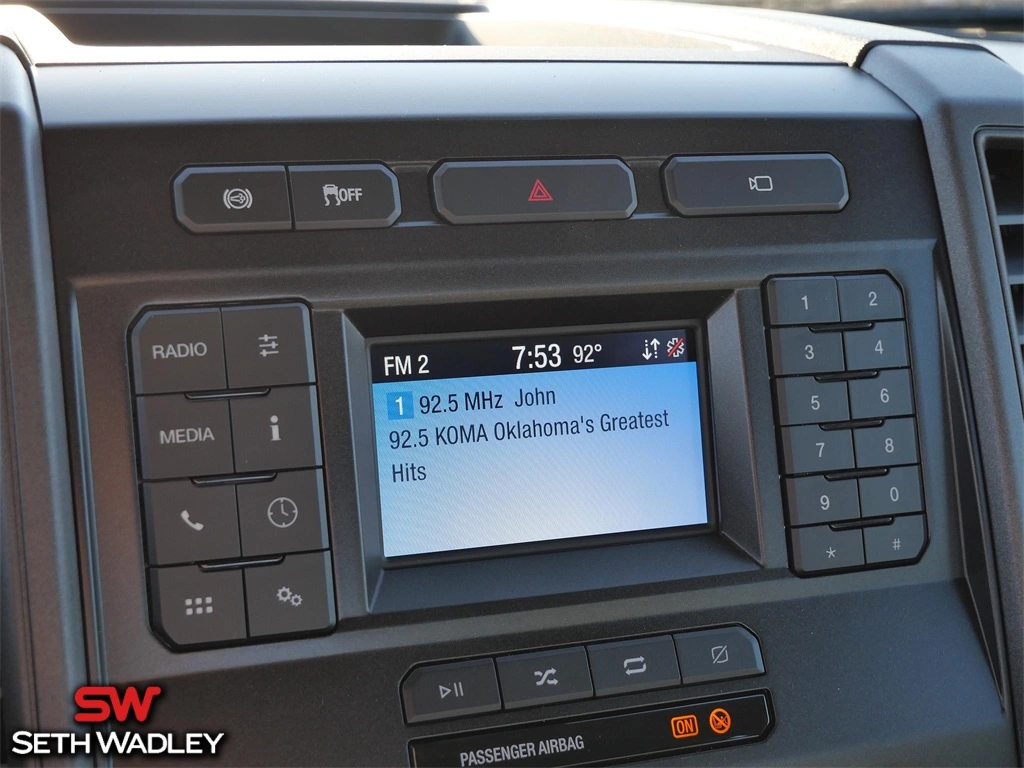 OFF
RADIO
MEDIA
i
FM 2 7:53 92°
1 92.5 MHz John
92.5 KOMA Oklahoma's Greatest
Hits
1 2
3 4
5 6
7 8
9 0
* #
PASSENGER AIRBAG ON
SW
SETH WADLEY